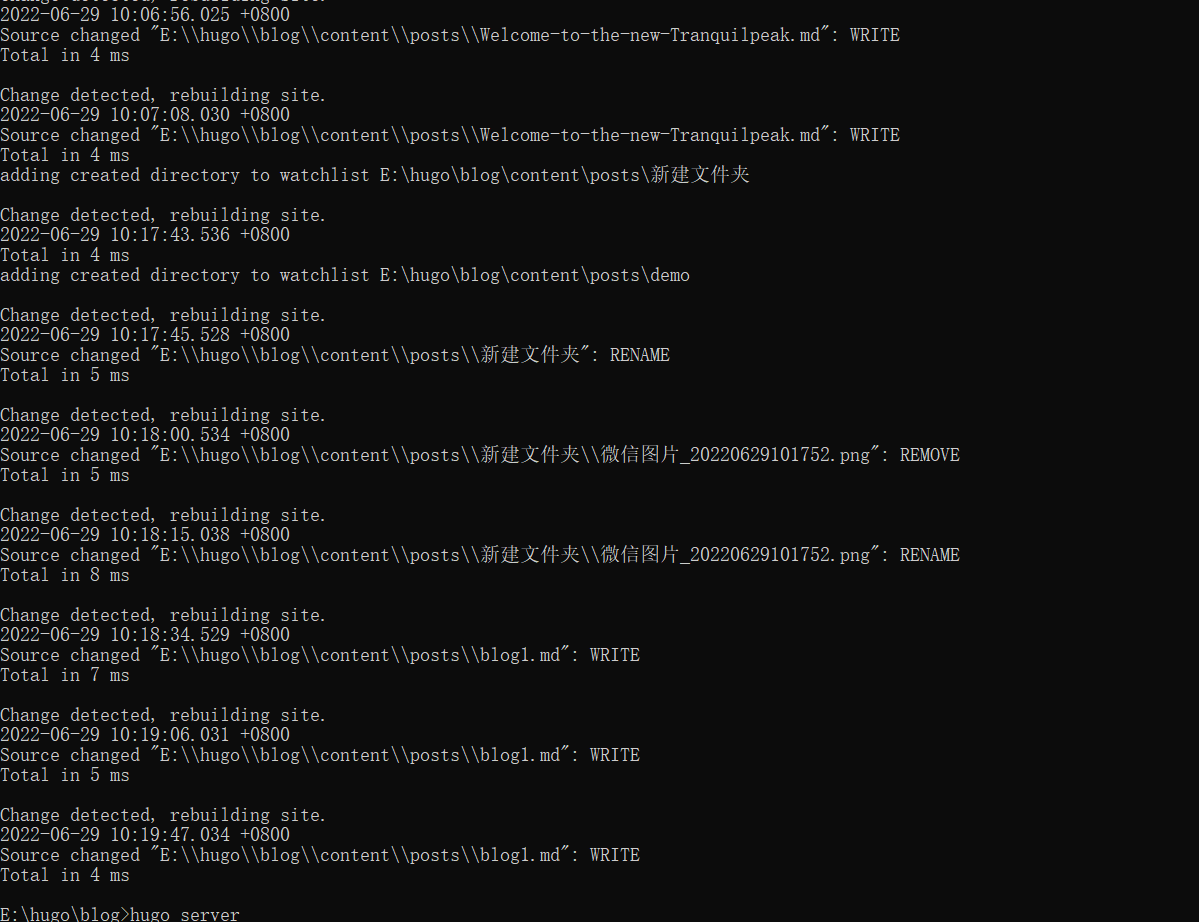 Change detected, rebuilding site.
2022-06-29 10:06:56.025 +0800
Source changed "E:\\hugo\\blog\\content\\posts\\Welcome-to-the-new-Tranquilpeak.md": WRITE
Total in 4 ms
Change detected, rebuilding site.
2022-06-29 10:07:08.030 +0800
Source changed "E:\\hugo\\blog\\content\\posts\\Welcome-to-the-new-Tranquilpeak.md": WRITE
Total in 4 ms
adding created directory to watchlist E:\hugo\blog\content\posts\新建文件夹
Change detected, rebuilding site.
2022-06-29 10:17:43.536 +0800
Total in 4 ms
adding created directory to watchlist E:\hugo\blog\content\posts\demo
Change detected, rebuilding site.
2022-06-29 10:17:45.528 +0800
Source changed "E:\\hugo\\blog\\content\\posts\\新建文件夹": RENAME
Total in 5 ms
Change detected, rebuilding site.
2022-06-29 10:18:00.534 +0800
Source changed "E:\\hugo\\blog\\content\\posts\\新建文件夹\\微信图片_20220629101752.png": REMOVE
Total in 5 ms
Change detected, rebuilding site.
2022-06-29 10:18:15.038 +0800
Source changed "E:\\hugo\\blog\\content\\posts\\新建文件夹\\微信图片_20220629101752.png": RENAME
Total in 8 ms
Change detected, rebuilding site.
2022-06-29 10:18:34.529 +0800
Source changed "E:\\hugo\\blog\\content\\posts\\blog1.md": WRITE
Total in 7 ms
Change detected, rebuilding site.
2022-06-29 10:19:06.031 +0800
Source changed "E:\\hugo\\blog\\content\\posts\\blog1.md": WRITE
Total in 5 ms
Change detected, rebuilding site.
2022-06-29 10:19:47.034 +0800
Source changed "E:\\hugo\\blog\\content\\posts\\blog1.md": WRITE
Total in 4 ms
E:\hugo\blog>hugo server